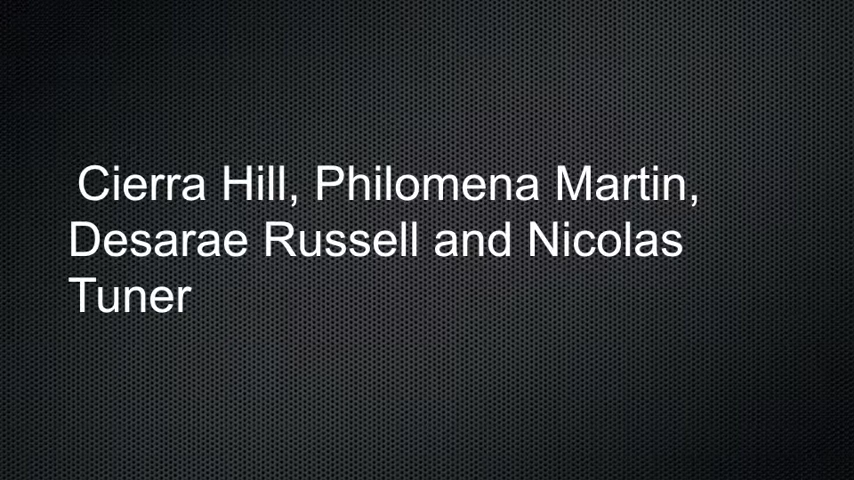 Cierra Hill, Philomena Martin,
Desarae Russell and Nicolas
Tuner